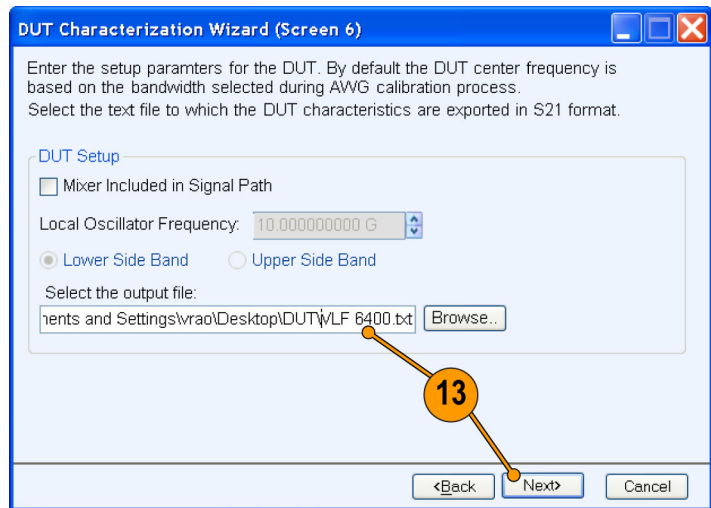 DUT Characterization Wizard (Screen 6)
Enter the setup paramters for the DUT. By default the DUT center frequency is
based on the bandwidth selected during AWG calibration process.
Select the text file to which the DUT characteristics are exported in S21 format.
DUT Setup
Mixer Included in Signal Path
Local Oscillator Frequency: 10.000000000 G
Lower Side Band Upper Side Band
Select the output file:
nents and Settings\vrao\Desktop\DUT\VLF 6400.txt Browse..
13
<Back Next> Cancel